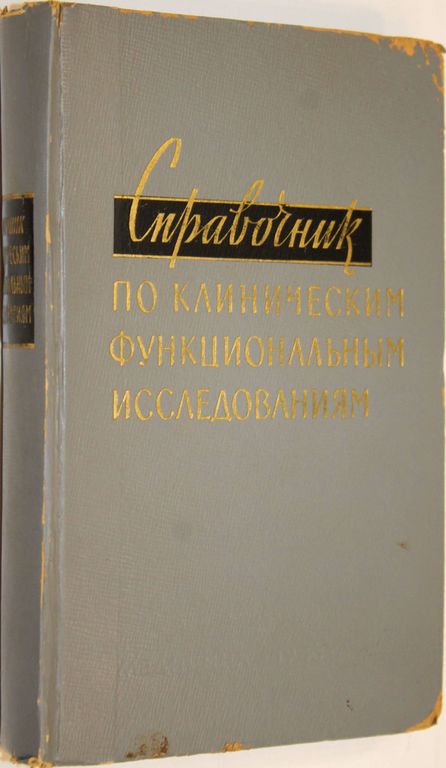 Справочник
ПО КЛИНИЧЕСКИМ
ФУНКЦИОНАЛЬНЫМ
ИССЛЕДОВАНИЯМ